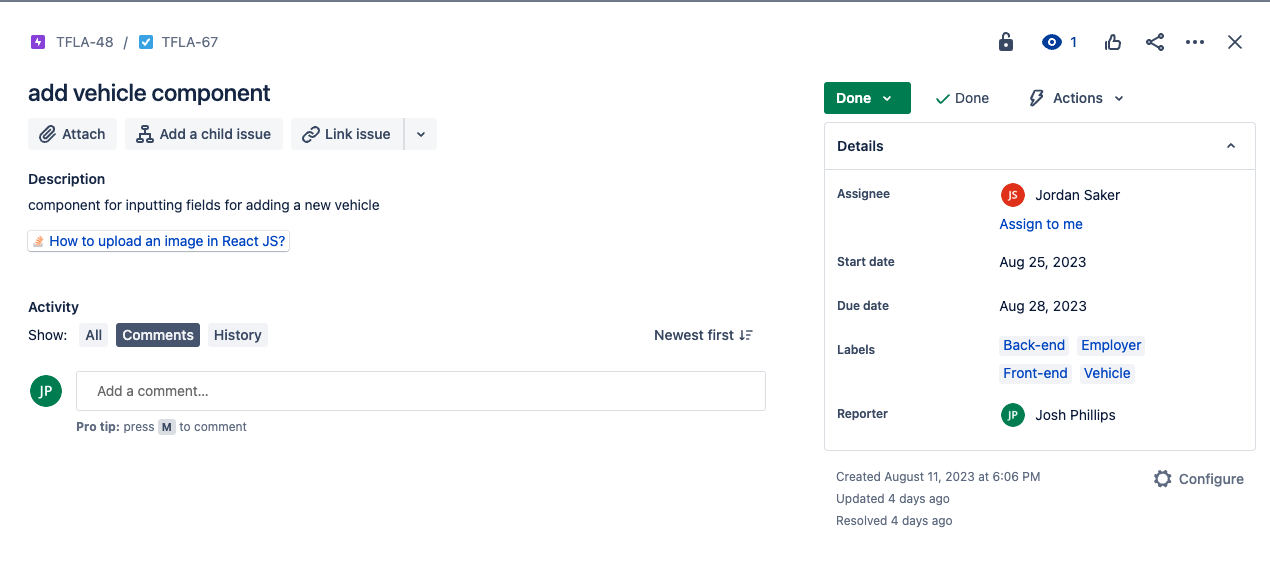 TFLA-48 / TFLA-67
1
add vehicle component
Done
Done
Actions
Attach
Add a child issue
Link issue
Details
Description
component for inputting fields for adding a new vehicle
How to upload an image in React JS?
Assignee
JS Jordan Saker
Assign to me
Start date
Aug 25, 2023
Due date
Aug 28, 2023
Labels
Back-end Employer
Front-end Vehicle
Reporter
JP Josh Phillips
Activity
Show: All Comments History
Newest first
JP
Add a comment…
Pro tip: press M to comment
Created August 11, 2023 at 6:06 PM
Updated 4 days ago
Resolved 4 days ago
Configure